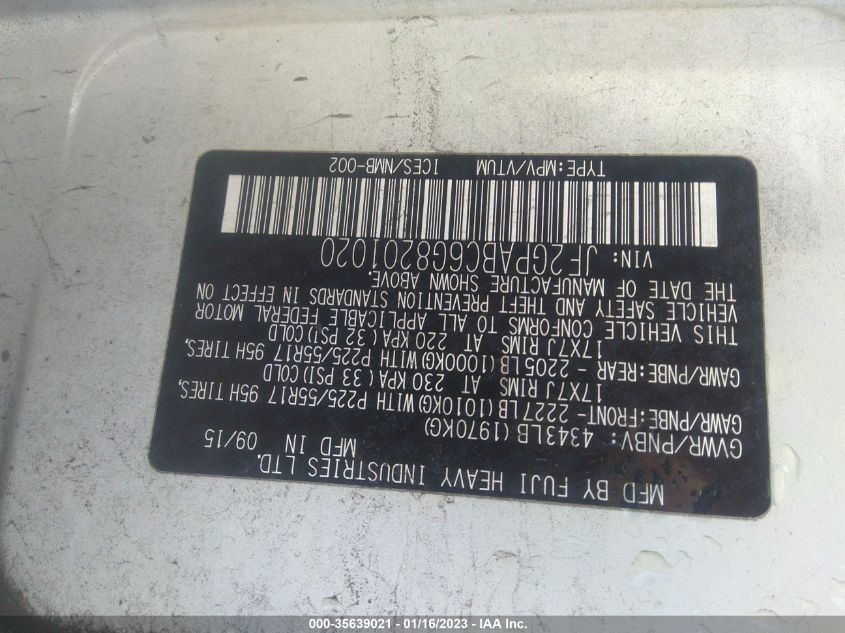 MFD BY FUJI HEAVY INDUSTRIES LTD.
MFD IN 09/15
GVWR/PNBV: 4343LB (1970KG)
GAWR/PNBE:FRONT- 2227LB (1010KG) WITH P225/55R17 95H TIRES,
17X7J RIMS AT 230 KPA ( 33 PSI) COLD
GAWR/PNBE:REAR- 2205LB (1000KG) WITH P225/55R17 95H TIRES,
17X7J RIMS AT 220 KPA ( 32 PSI) COLD
THIS VEHICLE CONFORMS TO ALL APPLICABLE FEDERAL MOTOR
VEHICLE SAFETY AND THEFT PREVENTION STANDARDS IN EFFECT ON
THE DATE OF MANUFACTURE SHOWN ABOVE.
VIN: JF2GPABC6G8201020
TYPE:MPV/VTUM ICES/NMB-002
000-35639021 - 01/16/2023 - IAA Inc.